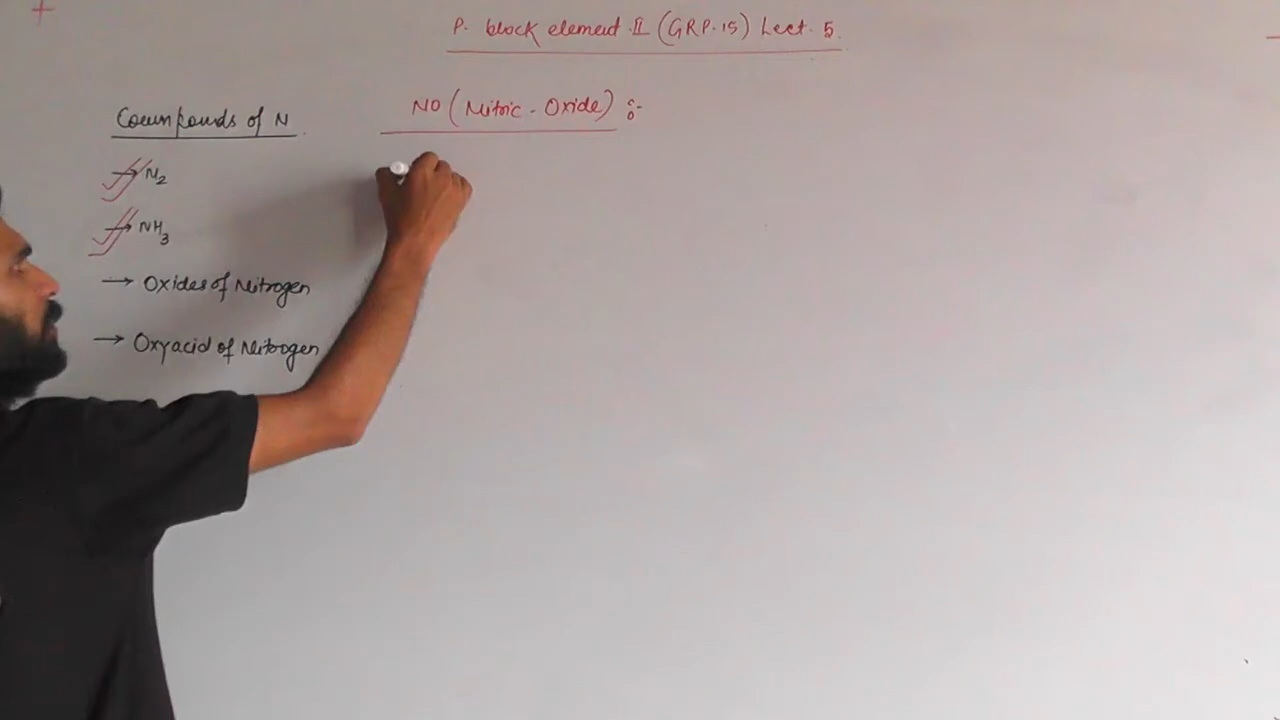 P. block element II (GRP.15) Lect. 5.
Compounds of N
→ N2
→ NH3
→ Oxides of Nitrogen
→ Oxyacid of Nitrogen
NO (Nitric - Oxide) :-